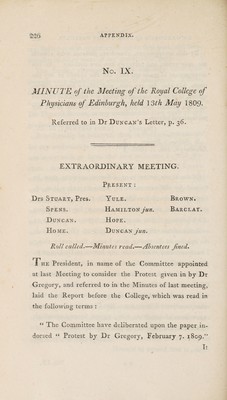 226 APPENDIX.
No. IX.
MINUTE of the Meeting of the Royal College of
Physicians of Edinburgh, held 13th May 1809.
Referred to in Dr Duncan's Letter, p. 36.
EXTRAORDINARY MEETING.
Present:
Drs Stuart, Pres. Yule. Brown.
Spens. Hamilton jun. Barclay.
Duncan. Hope.
Home. Duncan jun.
Roll called.—Minutes read.—Absentees fined.
The President, in name of the Committee appointed
at last Meeting to consider the Protest given in by Dr
Gregory, and referred to in the Minutes of last meeting,
laid the Report before the College, which was read in
the following terms:
"The Committee have deliberated upon the paper in-
dorsed "Protest by Dr Gregory, February 7. 1809."
It